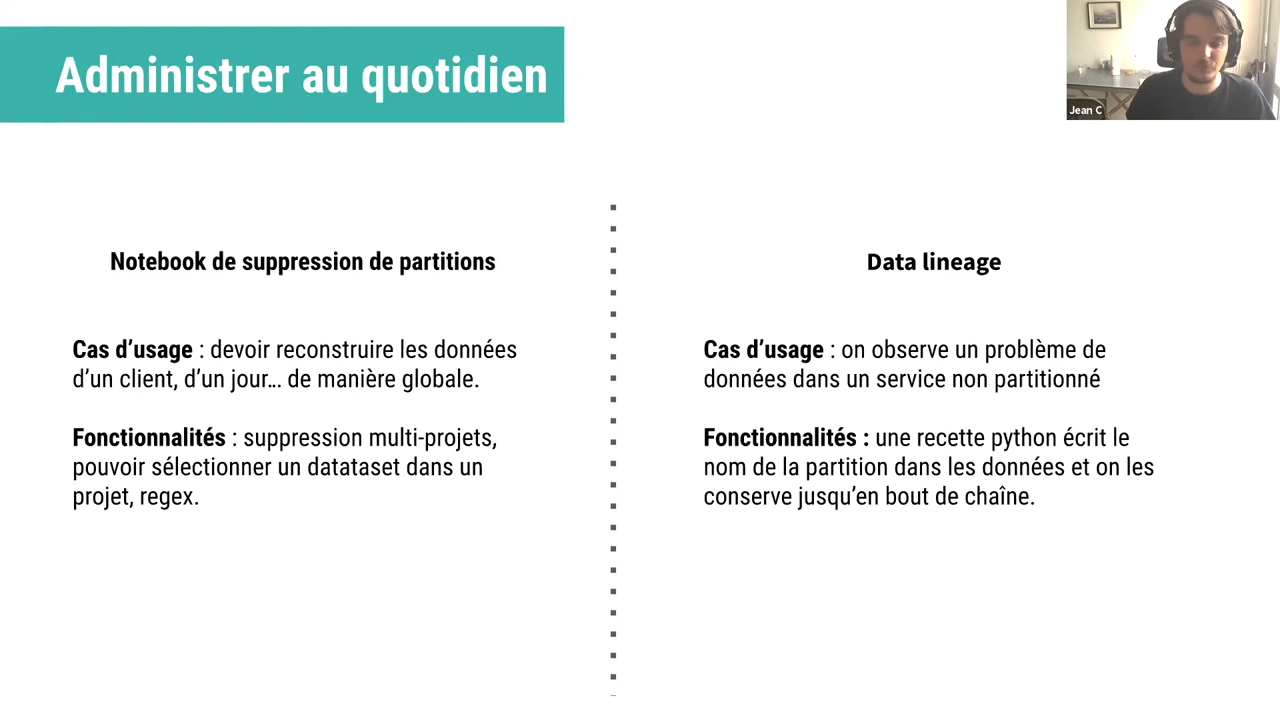 Administrer au quotidien
Jean C
Notebook de suppression de partitions
Cas d’usage : devoir reconstruire les données
d’un client, d’un jour… de manière globale.
Fonctionnalités : suppression multi-projets,
pouvoir sélectionner un datataset dans un
projet, regex.
Data lineage
Cas d’usage : on observe un problème de
données dans un service non partitionné
Fonctionnalités : une recette python écrit le
nom de la partition dans les données et on les
conserve jusqu’en bout de chaîne.